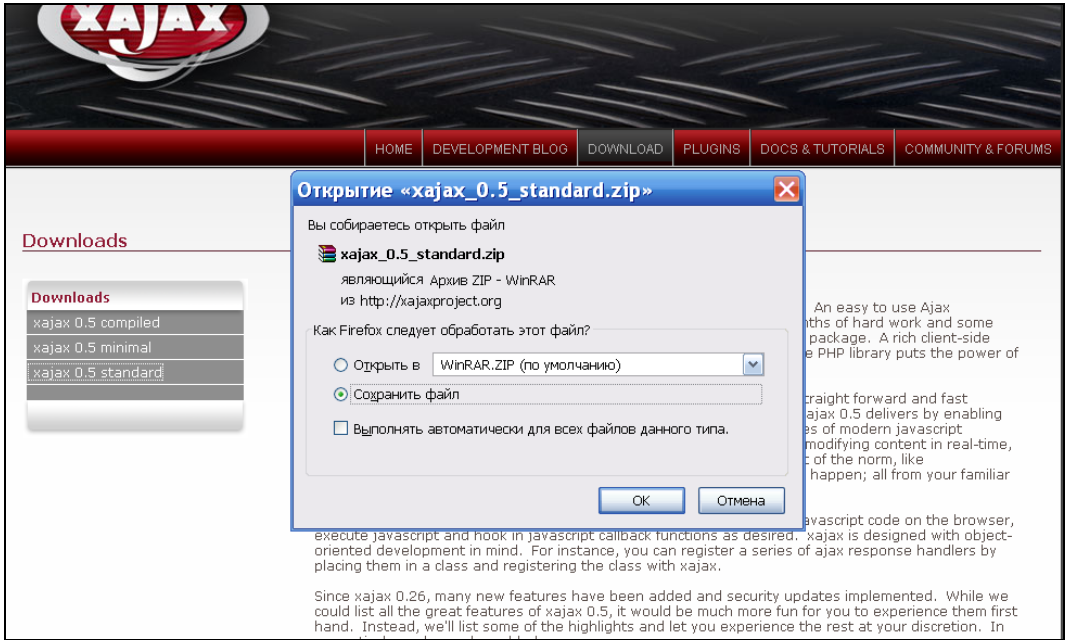 XAJAX
HOME DEVELOPMENT BLOG DOWNLOAD PLUGINS DOCS & TUTORIALS COMMUNITY & FORUMS
Downloads
Downloads
xajax 0.5 compiled
xajax 0.5 minimal
xajax 0.5 standard
Открытие «xajax_0.5_standard.zip»
Вы собираетесь открыть файл
xajax_0.5_standard.zip
являющийся Архив ZIP - WinRAR
из http://xajaxproject.org
Как Firefox следует обработать этот файл?
Открыть в WinRAR.ZIP (по умолчанию)
Сохранить файл
Выполнять автоматически для всех файлов данного типа.
OK Отмена
An easy to use Ajax
of hard work and some
package. A rich client-side
PHP library puts the power of
forward and fast
0.5 delivers by enabling
of modern javascript
modifying content in real-time,
of the norm, like
happen; all from your familiar
javascript code on the browser,
execute javascript and hook in javascript callback functions as desired. xajax is designed with object-
oriented development in mind. For instance, you can register a series of ajax response handlers by
placing them in a class and registering the class with xajax.
Since xajax 0.26, many new features have been added and security updates implemented. While we
could list all the great features of xajax 0.5, it would be much more fun for you to experience them first
hand. Instead, we'll list some of the highlights and let you experience the rest at your discretion. In